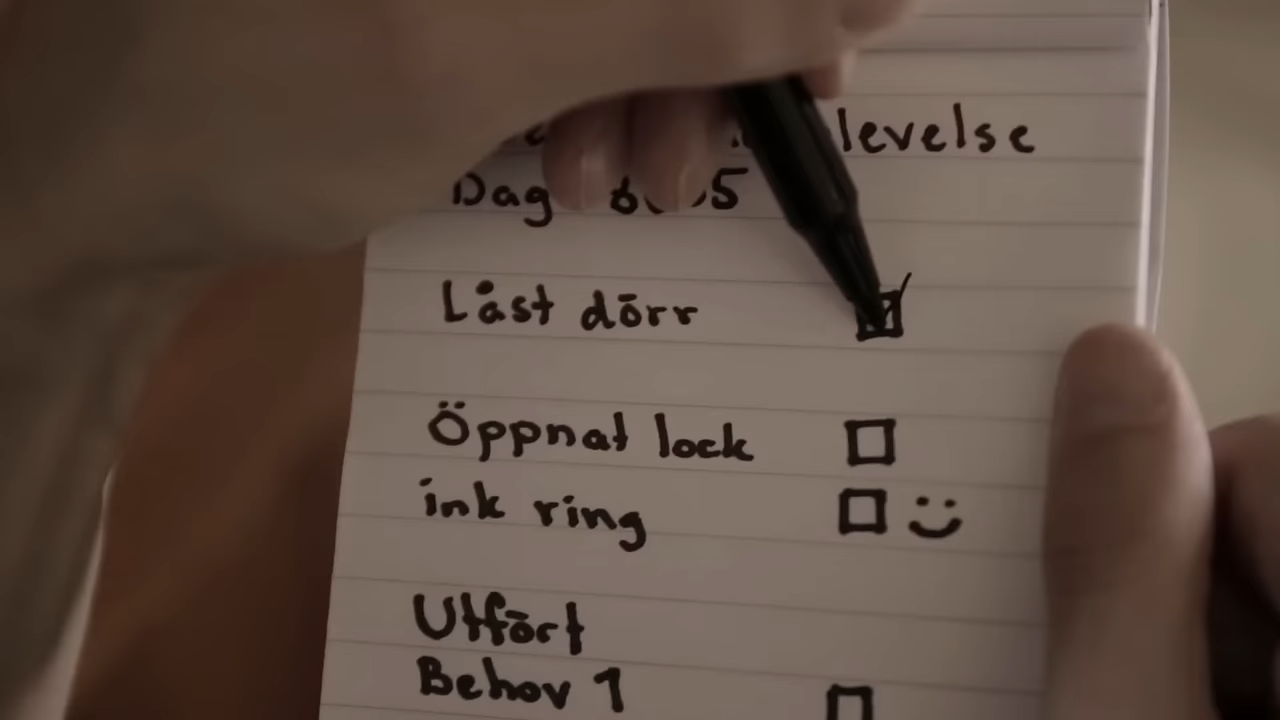 levelse
Dag
Låst dörr
Öppnat lock
ink ring
Utfört
Behov 1